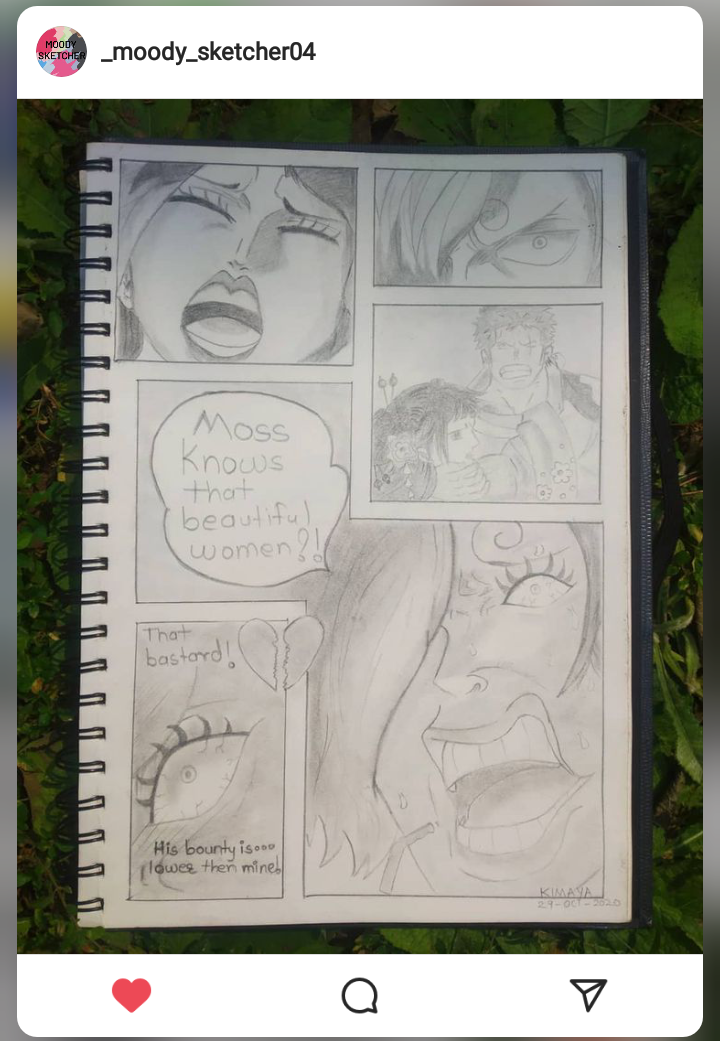 MOODY
SKETCHER
_moody_sketcher04
Moss
Knows
that
beautiful
women?!
That
bastard!
His bounty is...
lower then mine!
KIMAYA
29-OCT-2020